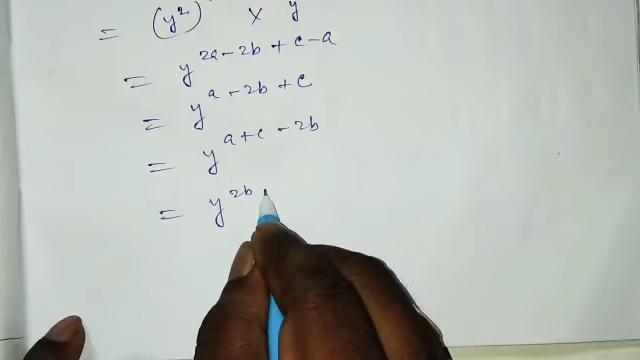 = (y²) × y
= y^{2a-2b+c-a}
= y^{a-2b+c}
= y^{a+c-2b}
= y^{2b}